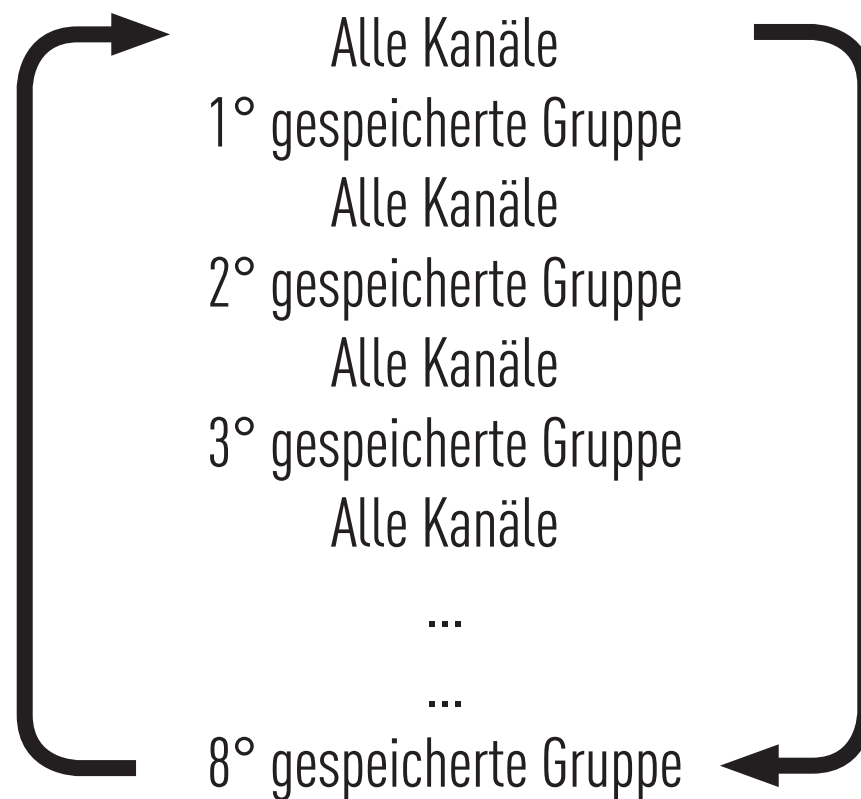 Alle Kanäle
1° gespeicherte Gruppe
Alle Kanäle
2° gespeicherte Gruppe
Alle Kanäle
3° gespeicherte Gruppe
Alle Kanäle
...
...
8° gespeicherte Gruppe